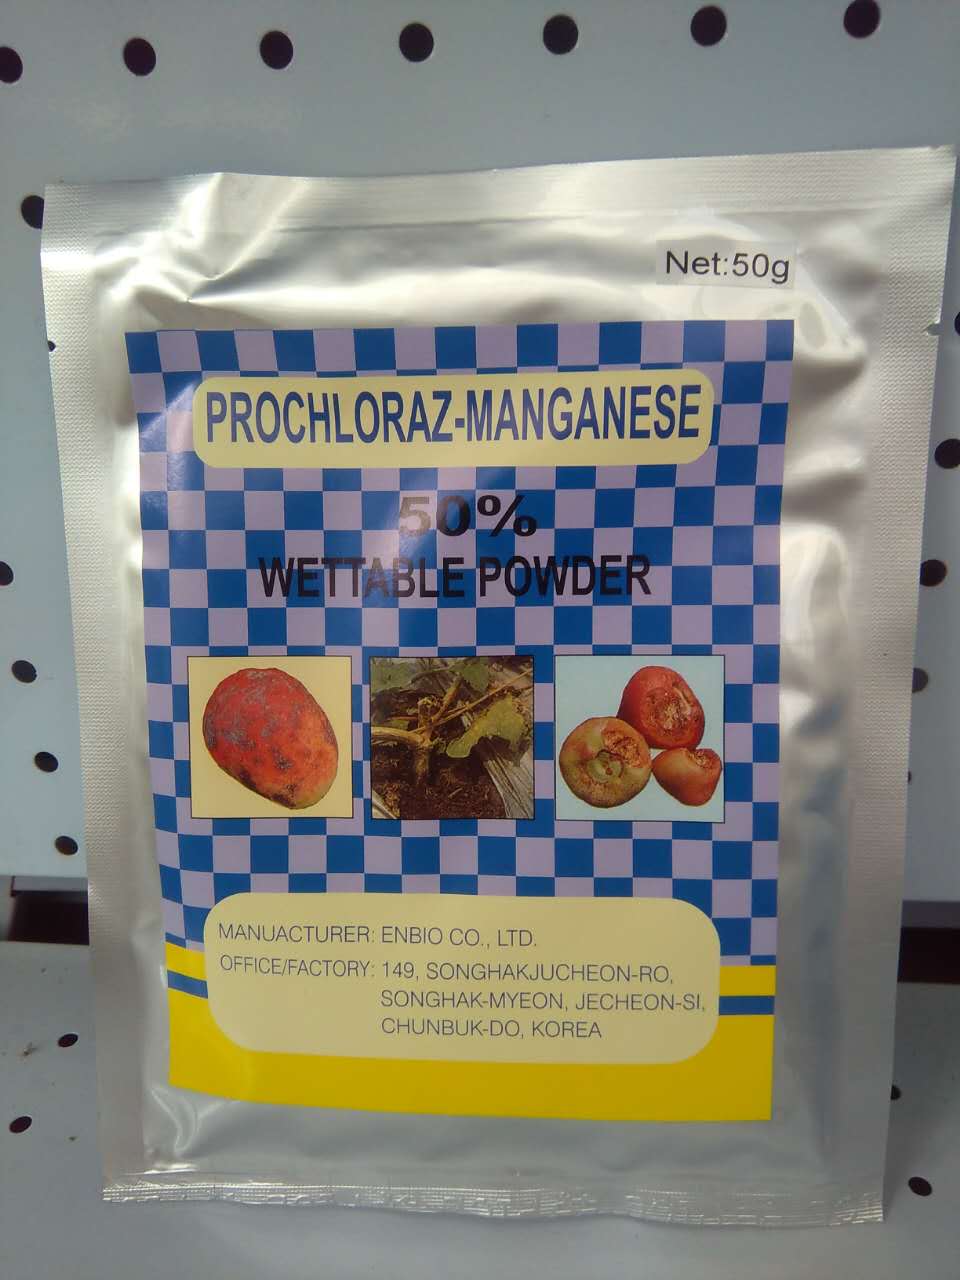 Net:50g
PROCHLORAZ-MANGANESE
50%
WETTABLE POWDER
MANUACTURER: ENBIO CO., LTD.
OFFICE/FACTORY: 149, SONGHAKJUCHEON-RO,
SONGHAK-MYEON, JECHEON-SI,
CHUNBUK-DO, KOREA